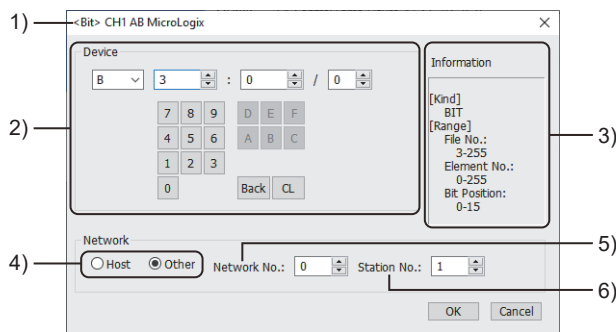 1)
<Bit> CH1 AB MicroLogix
Device
B 3 : 0 / 0
7 8 9 D E F
4 5 6 A B C
1 2 3
0 Back CL
2)
Information
[Kind]
BIT
[Range]
File No.:
3-255
Element No.:
0-255
Bit Position:
0-15
3)
Network
4)
Host Other Network No.: 0 Station No.: 1
5)
6)
OK Cancel